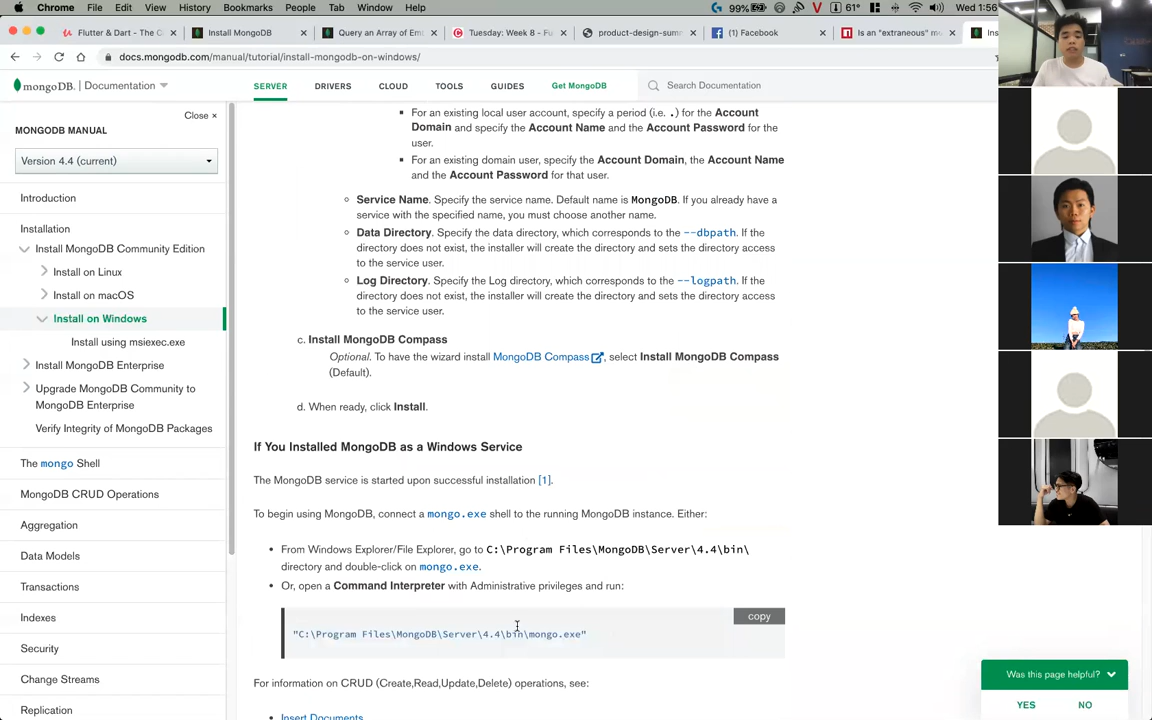 Chrome File Edit View History Bookmarks People Tab Window Help
99% 61° Wed 1:56
Flutter & Dart - The C
Install MongoDB
Query an Array of Em
Tuesday: Week 8 - Fu
product-design-sum
(1) Facebook
Is an "extraneous" m
Ins
docs.mongodb.com/manual/tutorial/install-mongodb-on-windows/
mongoDB. | Documentation
SERVER DRIVERS CLOUD TOOLS GUIDES Get MongoDB
Search Documentation
Close ×
MONGODB MANUAL
Version 4.4 (current)
Introduction
Installation
Install MongoDB Community Edition
Install on Linux
Install on macOS
Install on Windows
Install using msiexec.exe
Install MongoDB Enterprise
Upgrade MongoDB Community to
MongoDB Enterprise
Verify Integrity of MongoDB Packages
The mongo Shell
MongoDB CRUD Operations
Aggregation
Data Models
Transactions
Indexes
Security
Change Streams
Replication
For an existing local user account, specify a period (i.e. .) for the Account
Domain and specify the Account Name and the Account Password for the
user.
For an existing domain user, specify the Account Domain, the Account Name
and the Account Password for that user.
Service Name. Specify the service name. Default name is MongoDB. If you already have a
service with the specified name, you must choose another name.
Data Directory. Specify the data directory, which corresponds to the --dbpath. If the
directory does not exist, the installer will create the directory and sets the directory access
to the service user.
Log Directory. Specify the Log directory, which corresponds to the --logpath. If the
directory does not exist, the installer will create the directory and sets the directory access
to the service user.
c. Install MongoDB Compass
Optional. To have the wizard install MongoDB Compass, select Install MongoDB Compass
(Default).
d. When ready, click Install.
If You Installed MongoDB as a Windows Service
The MongoDB service is started upon successful installation [1].
To begin using MongoDB, connect a mongo.exe shell to the running MongoDB instance. Either:
From Windows Explorer/File Explorer, go to C:\Program Files\MongoDB\Server\4.4\bin\
directory and double-click on mongo.exe.
Or, open a Command Interpreter with Administrative privileges and run:
copy
"C:\Program Files\MongoDB\Server\4.4\bin\mongo.exe"
For information on CRUD (Create,Read,Update,Delete) operations, see:
Insert Documents
Was this page helpful?
YES NO